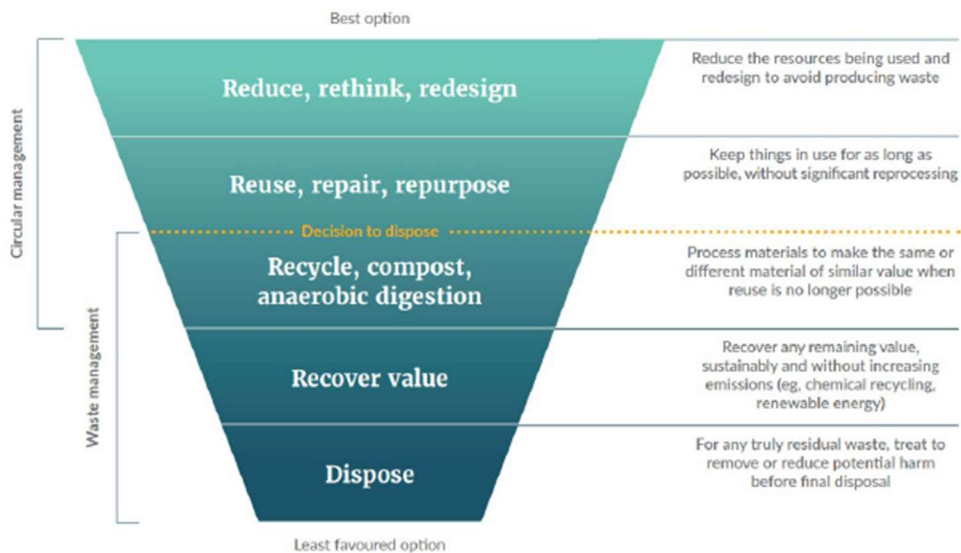 Best option
Circular management
Reduce, rethink, redesign
Reduce the resources being used and
redesign to avoid producing waste
Reuse, repair, repurpose
Keep things in use for as long as
possible, without significant reprocessing
Decision to dispose
Waste management
Recycle, compost,
anaerobic digestion
Process materials to make the same or
different material of similar value when
reuse is no longer possible
Recover value
Recover any remaining value,
sustainably and without increasing
emissions (eg, chemical recycling,
renewable energy)
Dispose
For any truly residual waste, treat to
remove or reduce potential harm
before final disposal
Least favoured option